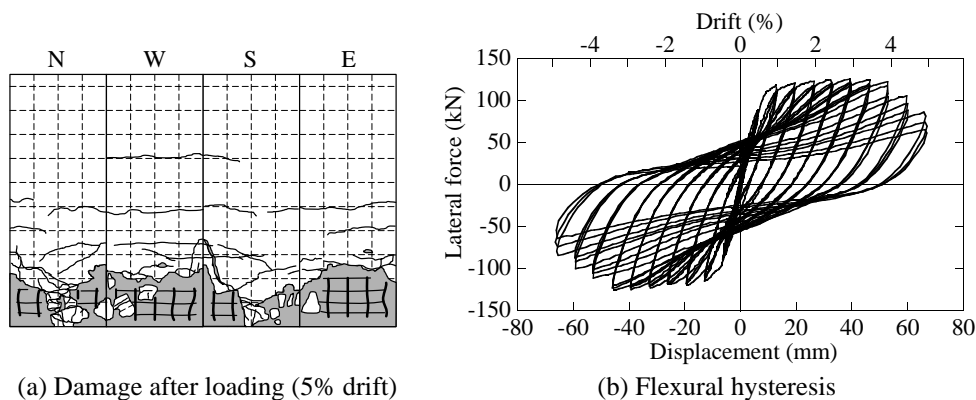 N W S E
(a) Damage after loading (5% drift)
Drift (%)
-4 -2 0 2 4
150
100
50
0
-50
-100
-150
Lateral force (kN)
-80 -60 -40 -20 0 20 40 60 80
Displacement (mm)
(b) Flexural hysteresis